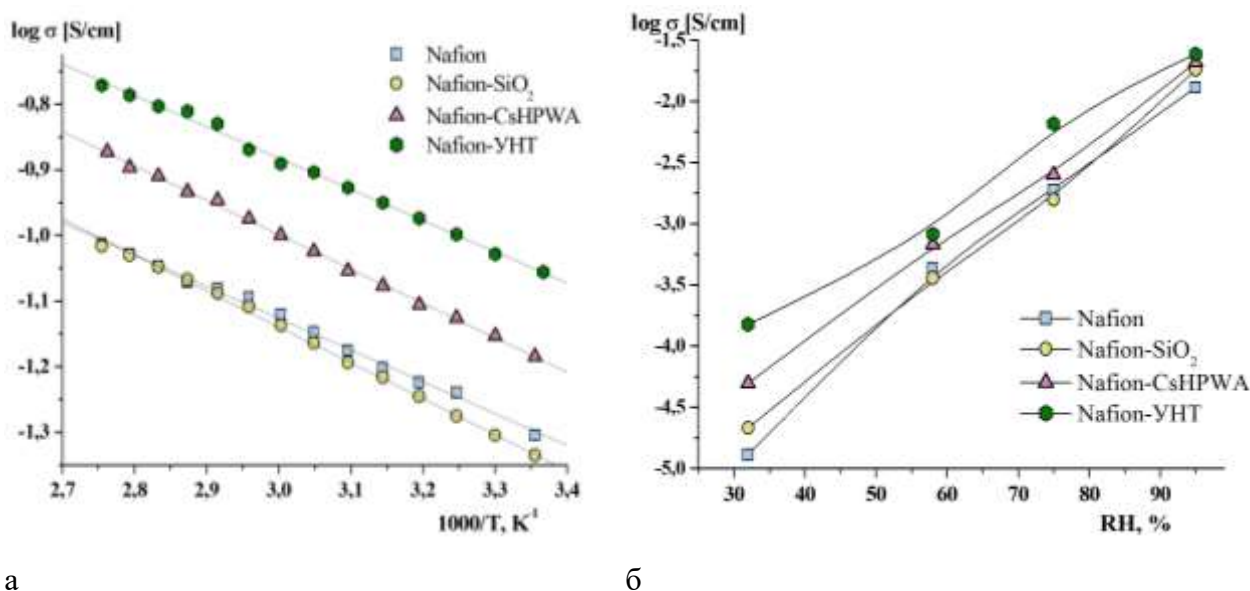 log σ [S/cm]
Nafion
Nafion-SiO₂
Nafion-CsHPWA
Nafion-УНТ
-0,8
-0,9
-1,0
-1,1
-1,2
-1,3
2,7 2,8 2,9 3,0 3,1 3,2 3,3 3,4
1000/T, K⁻¹
а
log σ [S/cm]
-1,5
-2,0
-2,5
-3,0
-3,5
-4,0
-4,5
-5,0
Nafion
Nafion-SiO₂
Nafion-CsHPWA
Nafion-УНТ
30 40 50 60 70 80 90
RH, %
б